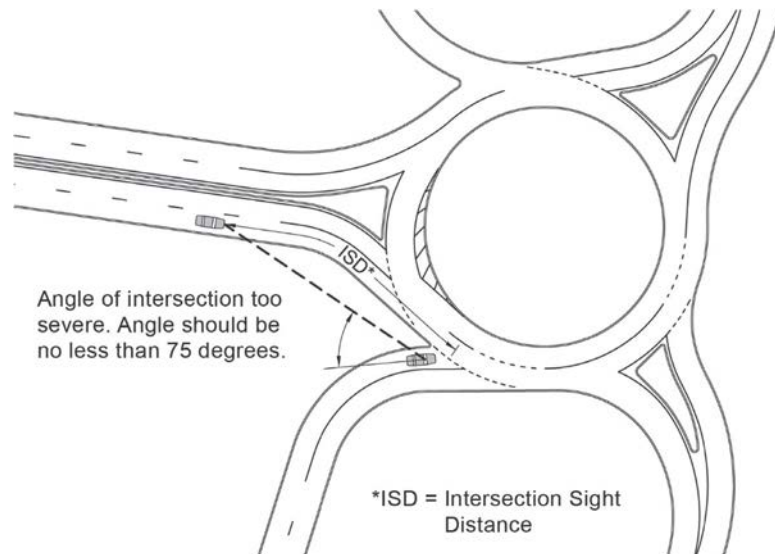 ISD*
Angle of intersection too
severe. Angle should be
no less than 75 degrees.
*ISD = Intersection Sight
Distance